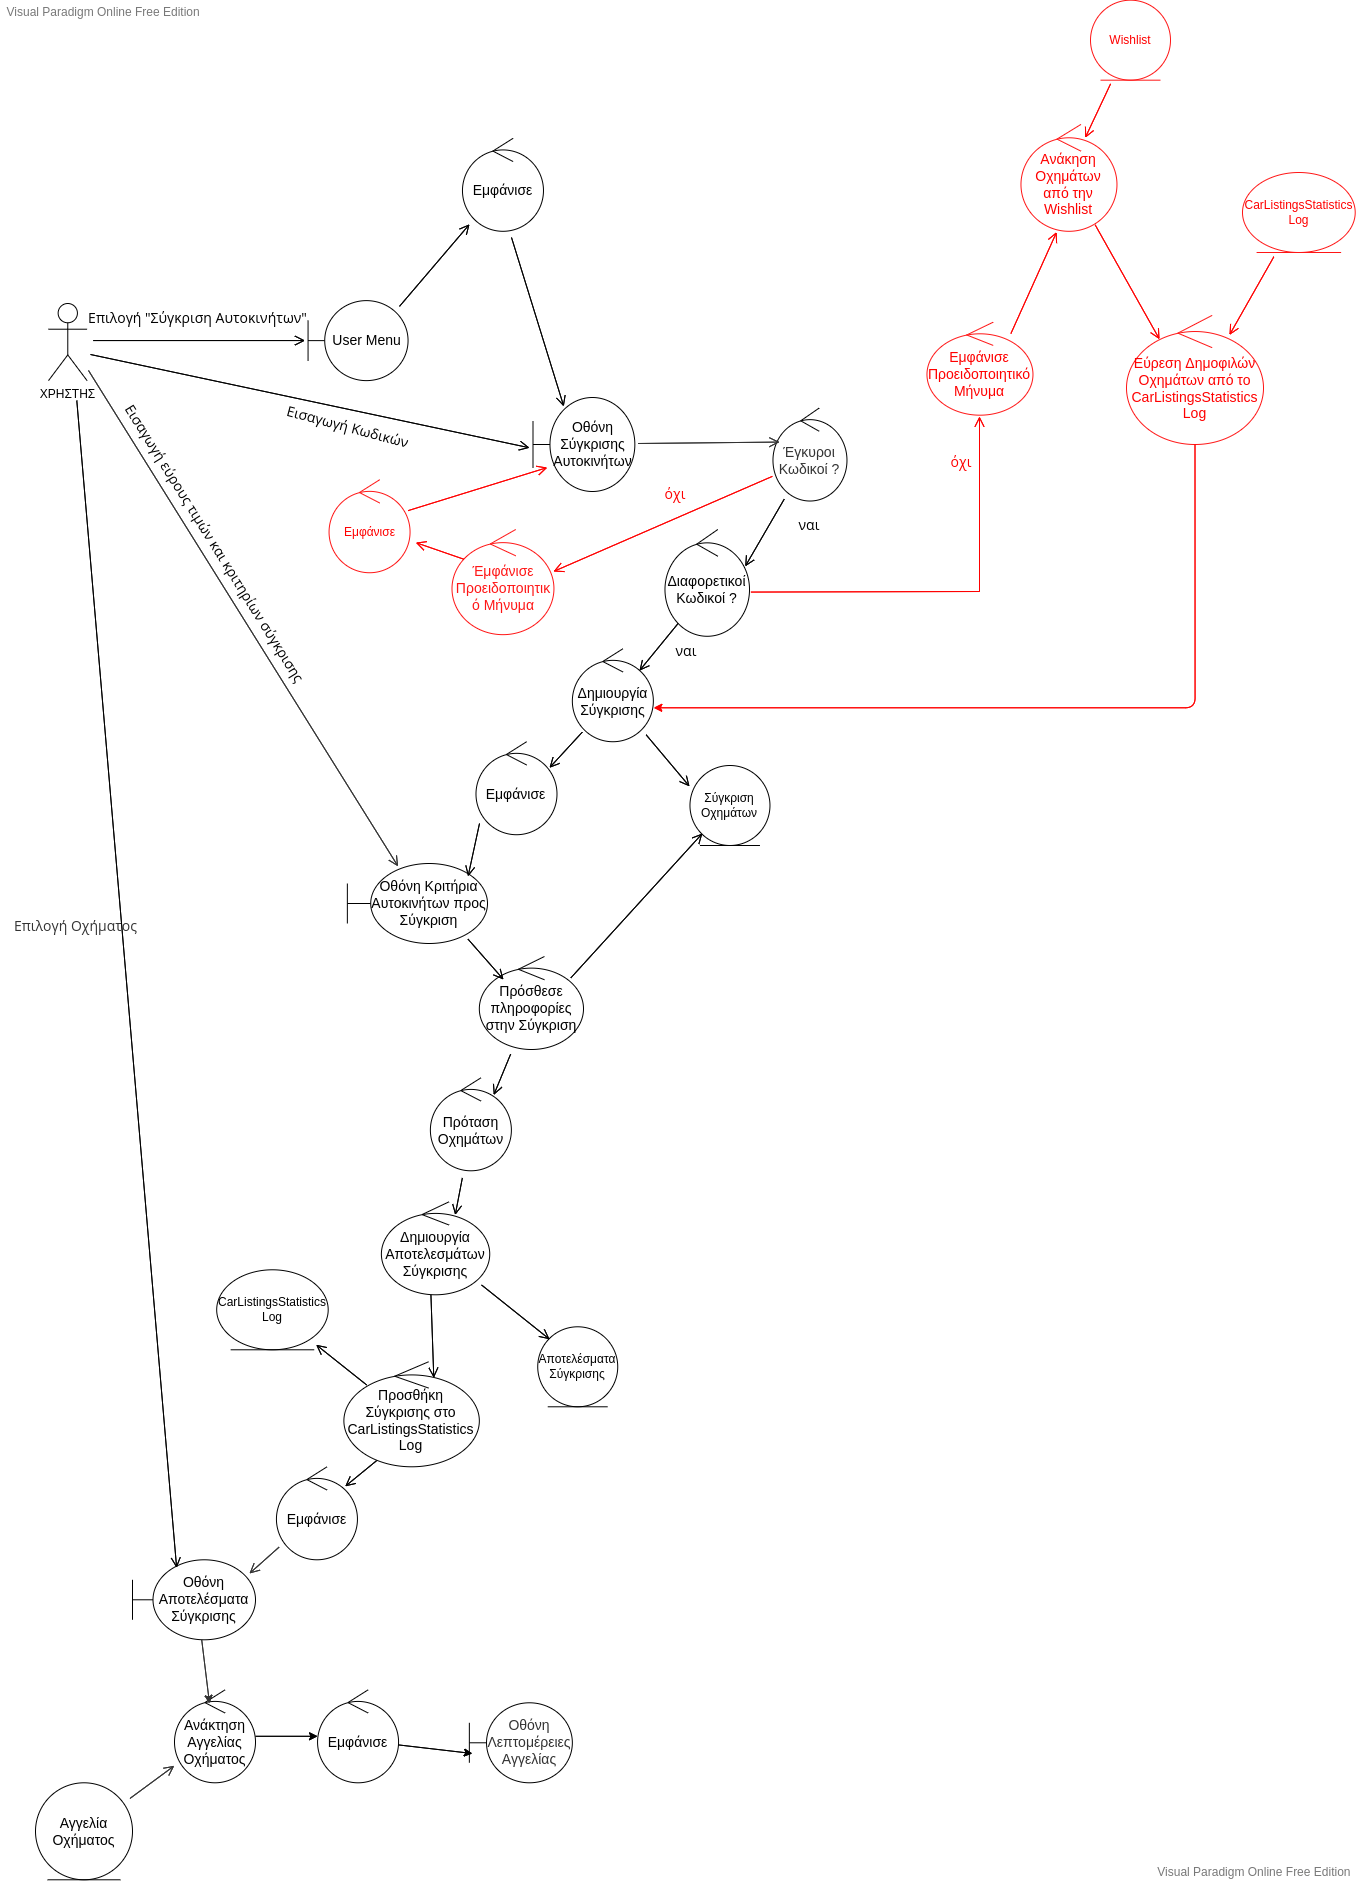 Visual Paradigm Online Free Edition
Wishlist
Ανάκηση
Οχημάτων
από την
Wishlist
Εμφάνισε
CarListingsStatistics
Log
Επιλογή "Σύγκριση Αυτοκινήτων"
User Menu
ΧΡΗΣΤΗΣ
Εμφάνισε
Προειδοποιητικό
Μήνυμα
Εύρεση Δημοφιλών
Οχημάτων από το
CarListingsStatistics
Log
Εισαγωγή Κωδικών
Οθόνη
Σύγκρισης
Αυτοκινήτων
Έγκυροι
Κωδικοί ?
όχι
όχι
ναι
Εισαγωγή εύρους τιμών και κριτηρίων σύγκρισης
Εμφάνισε
Έμφάνισε
Προειδοποιητικ
ό Μήνυμα
Διαφορετικοί
Κωδικοί ?
ναι
Δημιουργία
Σύγκρισης
Εμφάνισε
Σύγκριση
Οχημάτων
Οθόνη Κριτήρια
Αυτοκινήτων προς
Σύγκριση
Επιλογή Οχήματος
Πρόσθεσε
πληροφορίες
στην Σύγκριση
Πρόταση
Οχημάτων
Δημιουργία
Αποτελεσμάτων
Σύγκρισης
CarListingsStatistics
Log
Αποτελέσματα
Σύγκρισης
Προσθήκη
Σύγκρισης στο
CarListingsStatistics
Log
Εμφάνισε
Οθόνη
Αποτελέσματα
Σύγκρισης
Ανάκτηση
Αγγελίας
Οχήματος
Εμφάνισε
Οθόνη
Λεπτομέρειες
Αγγελίας
Αγγελία
Οχήματος
Visual Paradigm Online Free Edition